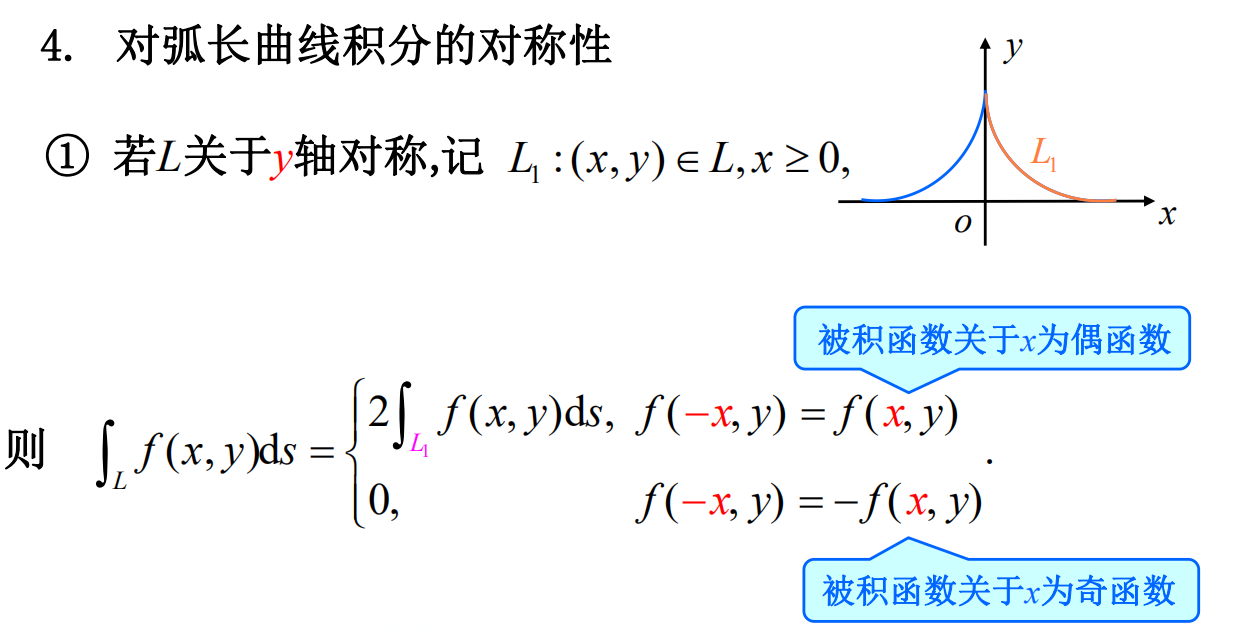 4. 对弧长曲线积分的对称性
① 若L关于y轴对称,记 L₁:(x,y)∈L,x≥0,
y
L₁
o
x
被积函数关于x为偶函数
则 ∫_L f(x,y)ds = { 2∫_{L₁} f(x,y)ds, f(−x,y)=f(x,y)
0, f(−x,y)=−f(x,y) .
被积函数关于x为奇函数